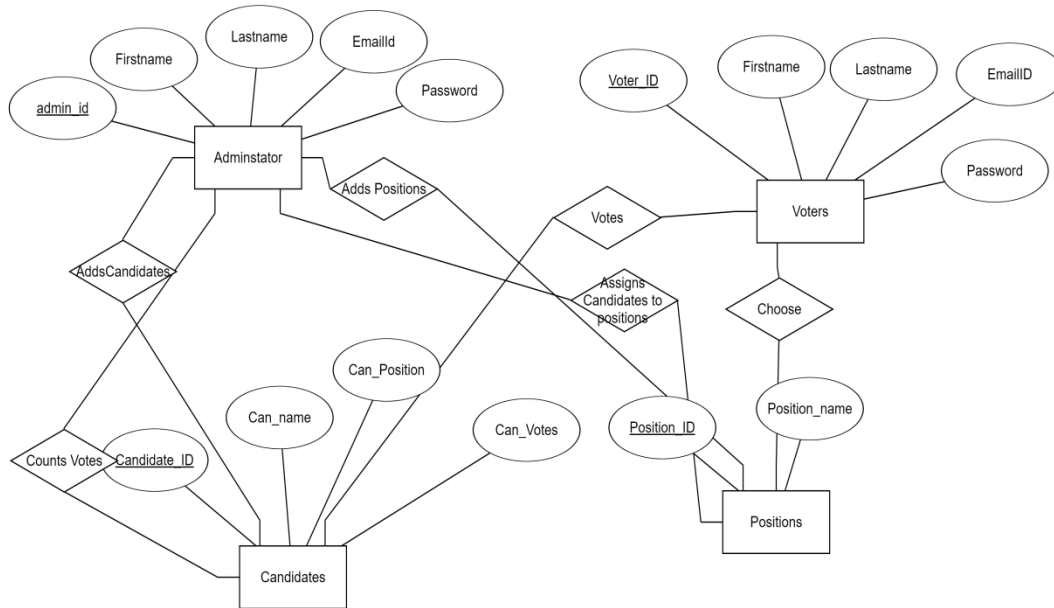 Lastname
EmailId
Firstname
Password
admin_id
Adminstator
Adds Positions
Voter_ID
Firstname
Lastname
EmailID
Password
Voters
Votes
AddsCandidates
Assigns
Candidates to
positions
Choose
Can_Position
Can_name
Can_Votes
Position_ID
Position_name
Counts Votes
Candidate_ID
Positions
Candidates